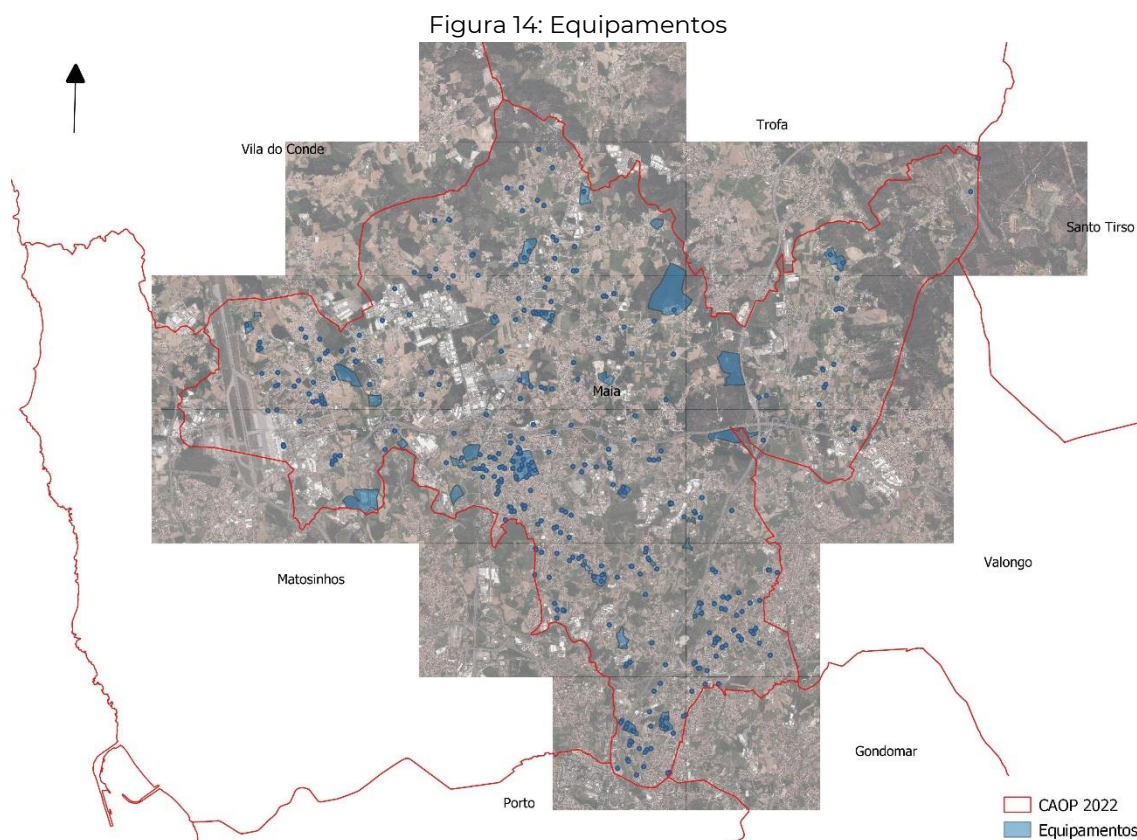 Figura 14: Equipamentos
Trofa
Vila do Conde
Santo Tirso
Maia
Matosinhos
Valongo
Gondomar
Porto
CAOP 2022
Equipamentos